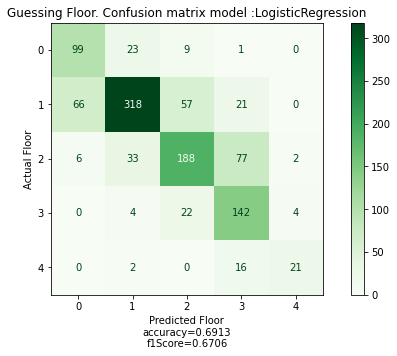 Guessing Floor. Confusion matrix model :LogisticRegression
Actual Floor
0 99 23 9 1 0
1 66 318 57 21 0
2 6 33 188 77 2
3 0 4 22 142 4
4 0 2 0 16 21
0 1 2 3 4
Predicted Floor
accuracy=0.6913
f1Score=0.6706
300
250
200
150
100
50
0